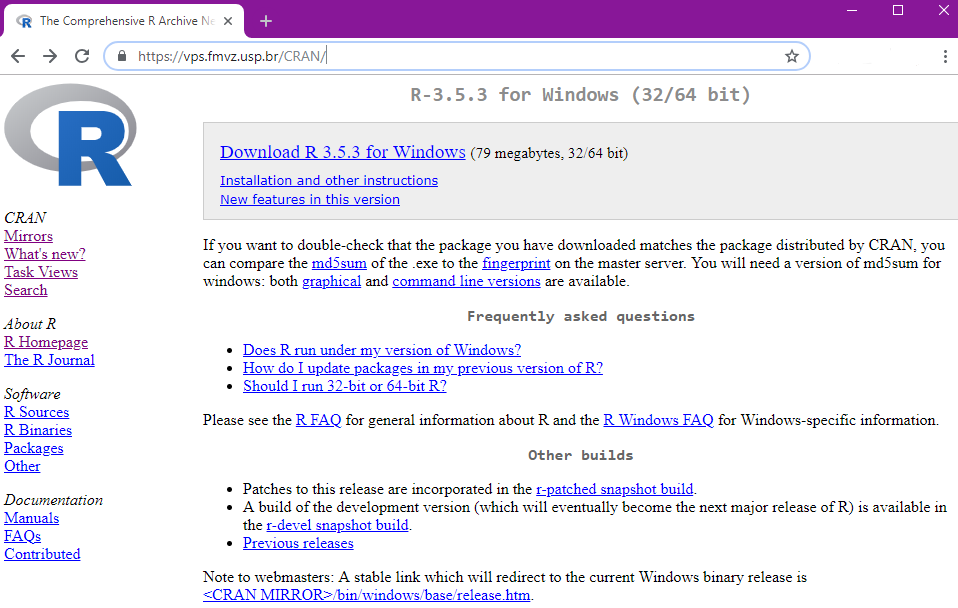 The Comprehensive R Archive Ne
https://vps.fmvz.usp.br/CRAN/
R
R
CRAN
Mirrors
What's new?
Task Views
Search
About R
R Homepage
The R Journal
Software
R Sources
R Binaries
Packages
Other
Documentation
Manuals
FAQs
Contributed
R-3.5.3 for Windows (32/64 bit)
Download R 3.5.3 for Windows (79 megabytes, 32/64 bit)
Installation and other instructions
New features in this version
If you want to double-check that the package you have downloaded matches the package distributed by CRAN, you
can compare the md5sum of the .exe to the fingerprint on the master server. You will need a version of md5sum for
windows: both graphical and command line versions are available.
Frequently asked questions
• Does R run under my version of Windows?
• How do I update packages in my previous version of R?
• Should I run 32-bit or 64-bit R?
Please see the R FAQ for general information about R and the R Windows FAQ for Windows-specific information.
Other builds
• Patches to this release are incorporated in the r-patched snapshot build.
• A build of the development version (which will eventually become the next major release of R) is available in
the r-devel snapshot build.
• Previous releases
Note to webmasters: A stable link which will redirect to the current Windows binary release is
<CRAN MIRROR>/bin/windows/base/release.htm.